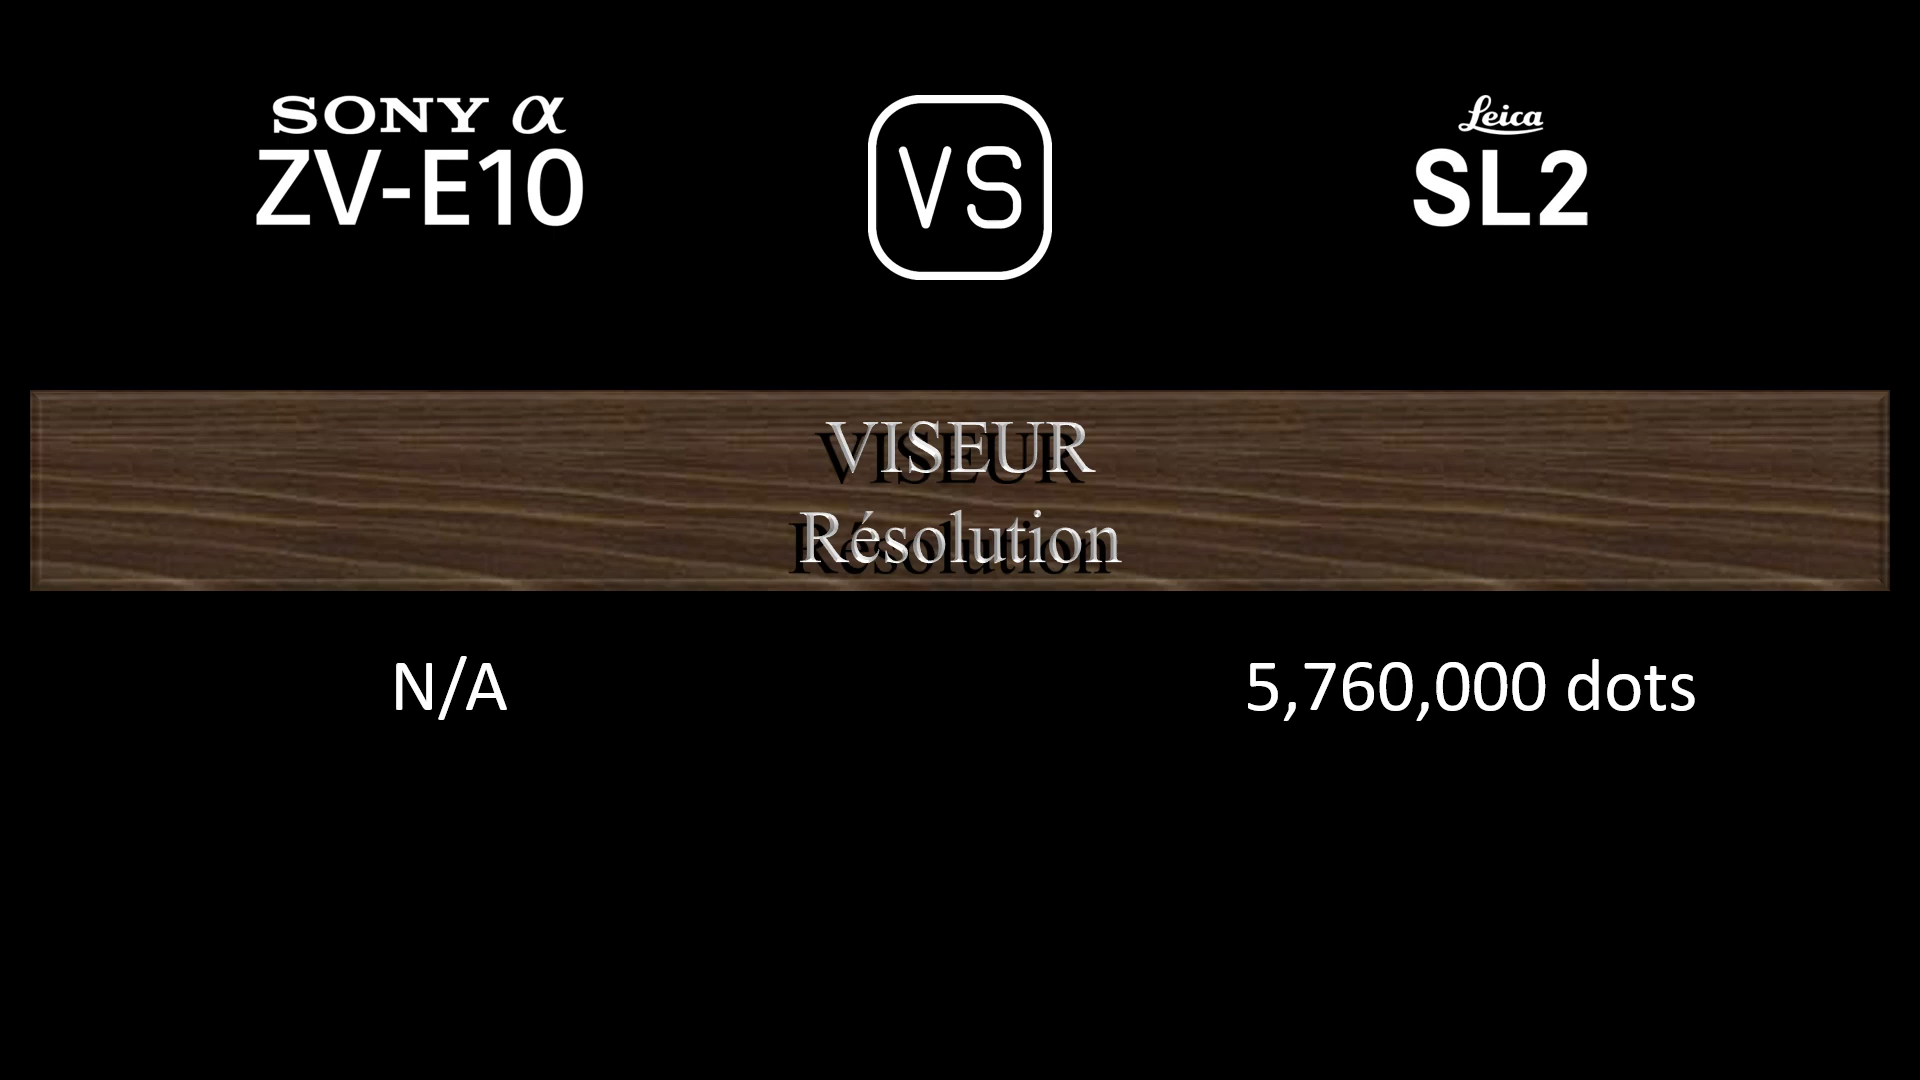 SONY α
ZV-E10
VS
Leica
SL2
VISEUR
Résolution
N/A
5,760,000 dots